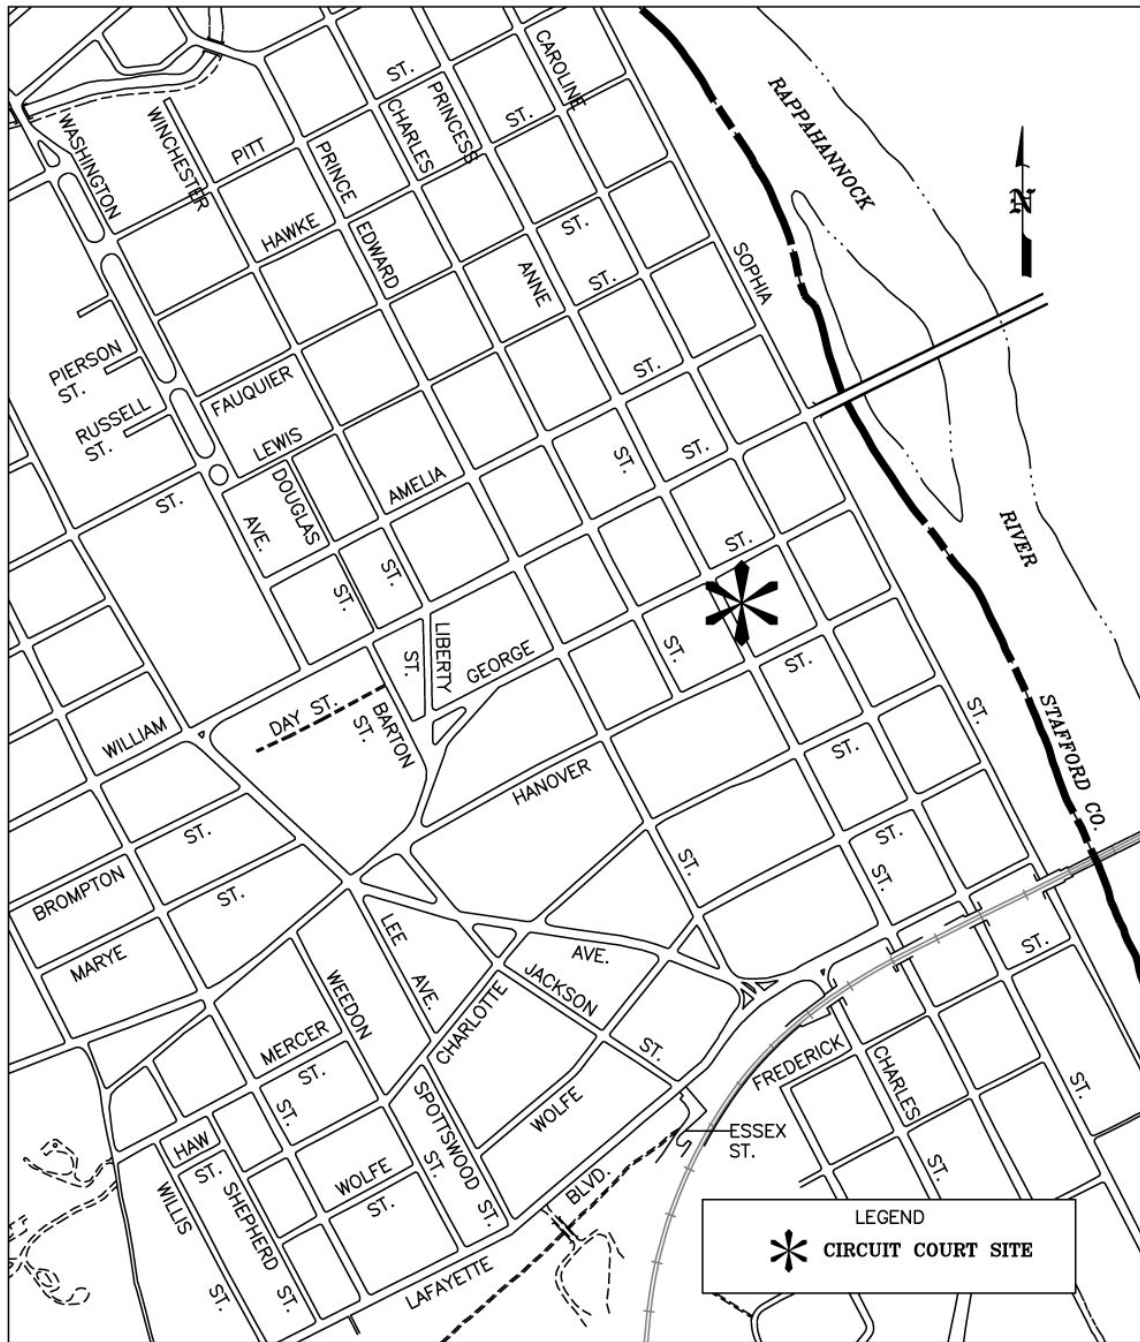 CAROLINE
ST.
PRINCESS
CHARLES
ST.
RAPPAHANNOCK
WASHINGTON
WINCHESTER
PITT
PRINCE
N
HAWKE
EDWARD
ST.
ANNE
ST.
SOPHIA
PIERSON
ST.
FAUQUIER
ST.
RUSSELL
ST.
LEWIS
AMELIA
ST.
ST.
ST.
DOUGLAS
AVE.
RIVER
ST.
ST.
ST.
LIBERTY
ST.
GEORGE
ST.
ST.
DAY ST.
BARTON
ST.
WILLIAM
ST.
STAFFORD CO.
HANOVER
ST.
ST.
ST.
ST.
ST.
BROMPTON
ST.
MARYE
LEE
AVE.
AVE.
JACKSON
ST.
ST.
WEEDON
CHARLOTTE
MERCER
ST.
ST.
FREDERICK
CHARLES
ST.
SPOTTSWOOD
ST.
WOLFE
ESSEX
ST.
HAW
ST.
WOLFE
ST.
ST.
ST.
BLVD.
WILLIS
ST.
SHEPHERD
ST.
LAFAYETTE
LEGEND
CIRCUIT COURT SITE